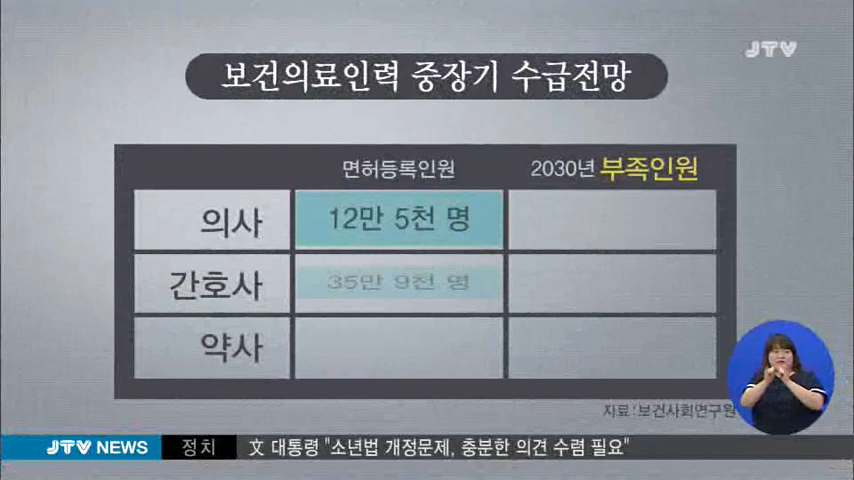 JTV
보건의료인력 중장기 수급전망
면허등록인원 2030년 부족인원
의사 12만 5천 명
간호사 35만 9천 명
약사
자료:보건사회연구원
JTV NEWS 정치 文 대통령 "소년법 개정문제, 충분한 의견 수렴 필요"